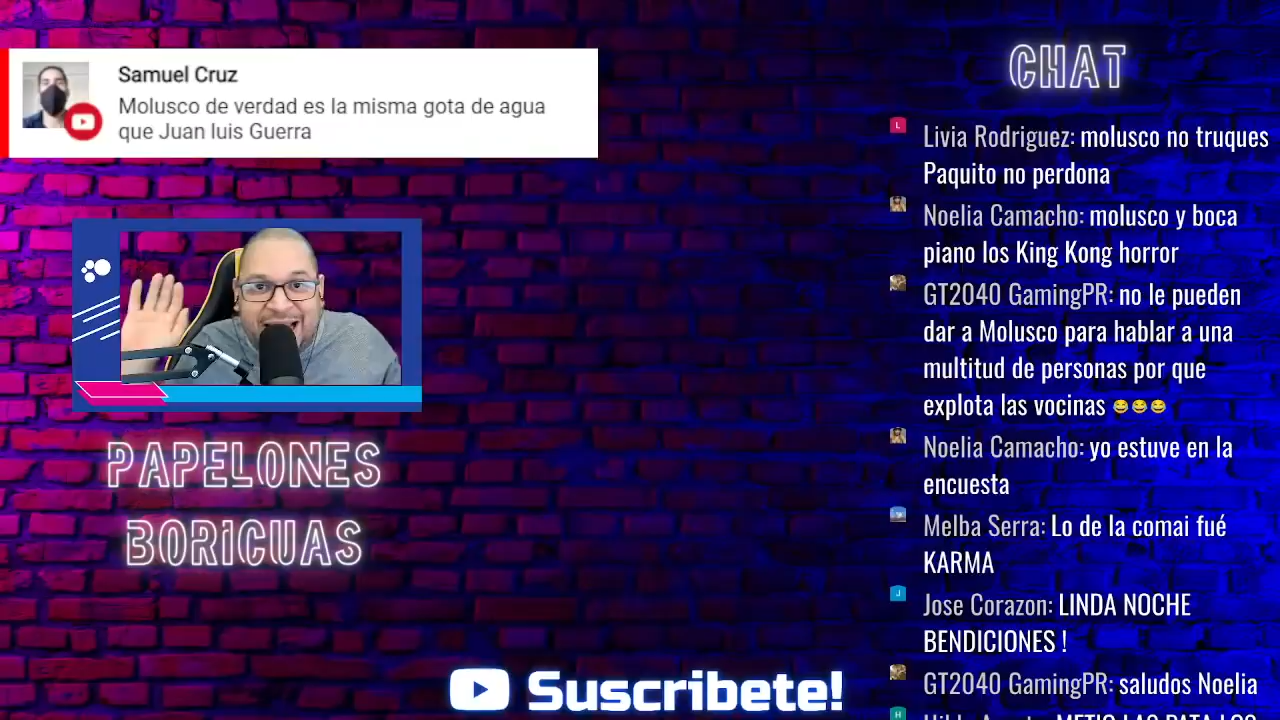 Samuel Cruz
Molusco de verdad es la misma gota de agua
que Juan luis Guerra
PAPELONES
BORICUAS
Suscribete!
CHAT
L
Livia Rodriguez: molusco no truques
Paquito no perdona
Noelia Camacho: molusco y boca
piano los King Kong horror
GT2040 GamingPR: no le pueden
dar a Molusco para hablar a una
multitud de personas por que
explota las vocinas 😂😂😂
Noelia Camacho: yo estuve en la
encuesta
Melba Serra: Lo de la comai fué
KARMA
J
Jose Corazon: LINDA NOCHE
BENDICIONES !
GT2040 GamingPR: saludos Noelia
H